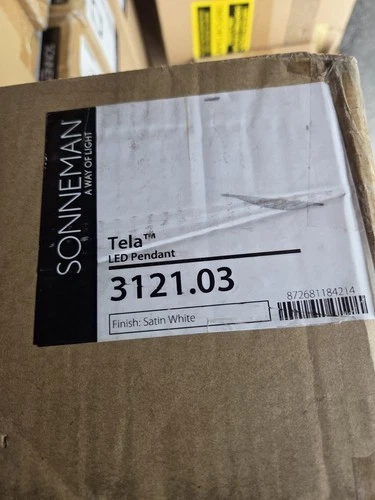 SONNEMAN
A WAY OF LIGHT
Tela™
LED Pendant
3121.03
Finish: Satin White
872681184214